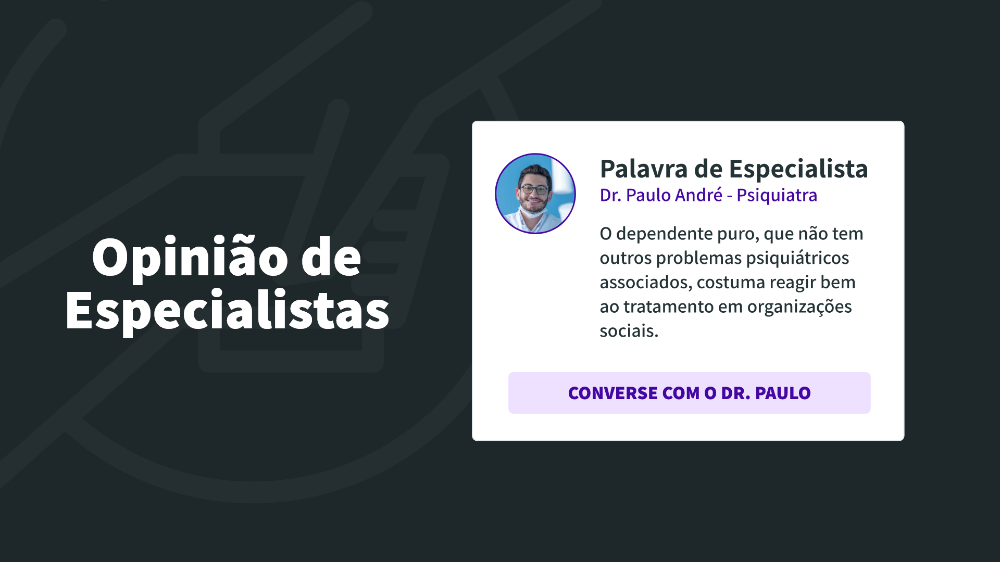 Opinião de
Especialistas
Palavra de Especialista
Dr. Paulo André - Psiquiatra
O dependente puro, que não tem
outros problemas psiquiátricos
associados, costuma reagir bem
ao tratamento em organizações
sociais.
CONVERSE COM O DR. PAULO